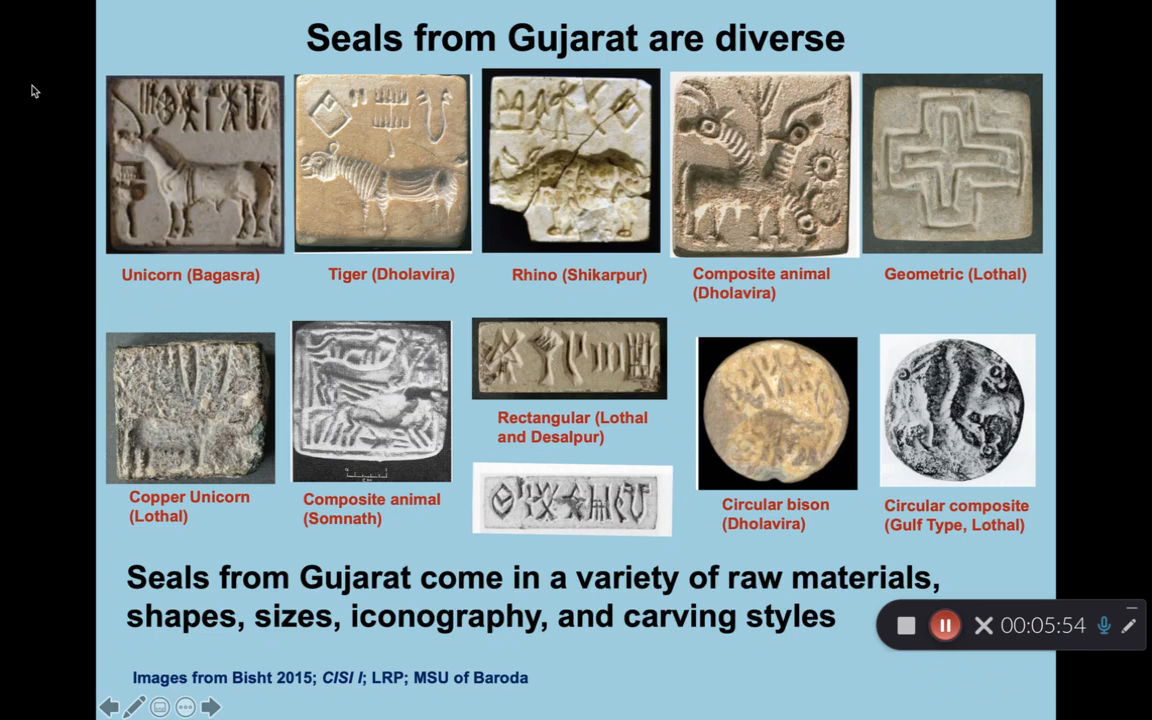 Seals from Gujarat are diverse
Unicorn (Bagasra)
Tiger (Dholavira)
Rhino (Shikarpur)
Composite animal
(Dholavira)
Geometric (Lothal)
Copper Unicorn
(Lothal)
Composite animal
(Somnath)
Rectangular (Lothal
and Desalpur)
Circular bison
(Dholavira)
Circular composite
(Gulf Type, Lothal)
Seals from Gujarat come in a variety of raw materials,
shapes, sizes, iconography, and carving styles
00:05:54
Images from Bisht 2015; CISI I; LRP; MSU of Baroda